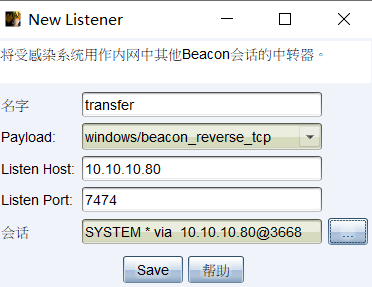 New Listener
将受感染系统用作内网中其他Beacon会话的中转器。
名字 transfer
Payload: windows/beacon_reverse_tcp
Listen Host: 10.10.10.80
Listen Port: 7474
会话 SYSTEM * via 10.10.10.80@3668 ...
Save 帮助